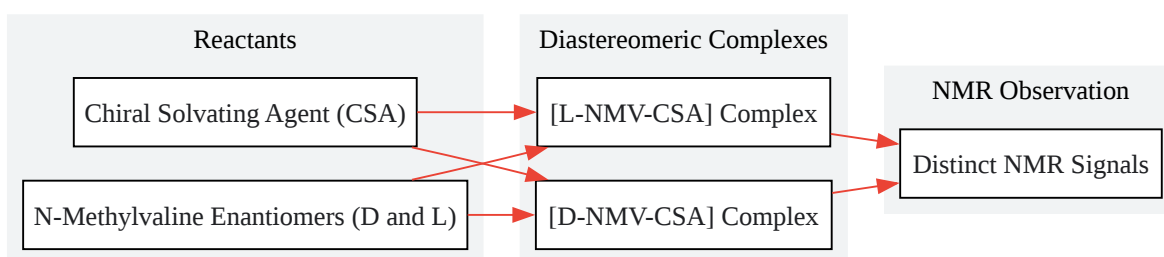 Reactants
Chiral Solvating Agent (CSA)
N-Methylvaline Enantiomers (D and L)
Diastereomeric Complexes
[L-NMV-CSA] Complex
[D-NMV-CSA] Complex
NMR Observation
Distinct NMR Signals